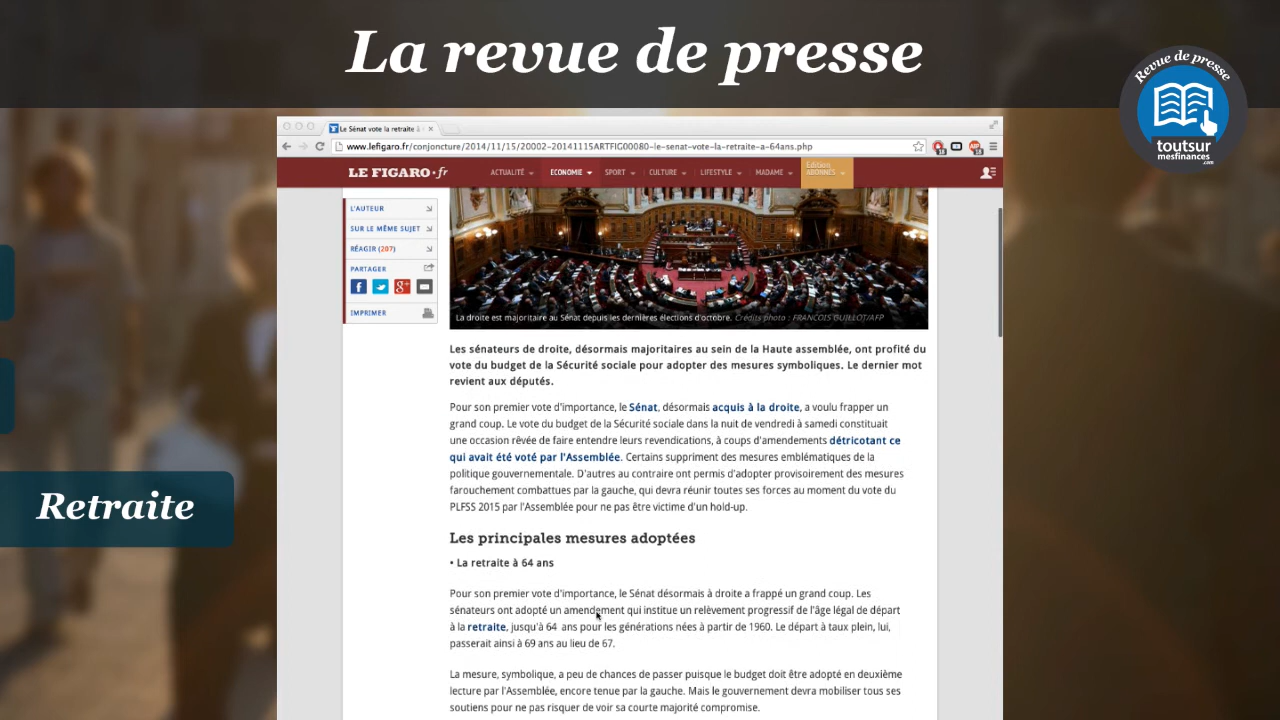 La revue de presse
Revue de presse
toutsur
mesfinances
.com
Le Sénat vote la retraite à
www.lefigaro.fr/conjoncture/2014/11/15/20002-20141115ARTFIG00080-le-senat-vote-la-retraite-a-64ans.php
LE FIGARO·fr
ACTUALITÉ
ECONOMIE
SPORT
CULTURE
LIFESTYLE
MADAME
Édition
ABONNÉS
L'AUTEUR
SUR LE MÊME SUJET
RÉAGIR (207)
PARTAGER
IMPRIMER
La droite est majoritaire au Sénat depuis les dernières élections d'octobre. Crédits photo : FRANCOIS GUILLOT/AFP
Les sénateurs de droite, désormais majoritaires au sein de la Haute assemblée, ont profité du
vote du budget de la Sécurité sociale pour adopter des mesures symboliques. Le dernier mot
revient aux députés.
Pour son premier vote d'importance, le Sénat, désormais acquis à la droite, a voulu frapper un
grand coup. Le vote du budget de la Sécurité sociale dans la nuit de vendredi à samedi constituait
une occasion rêvée de faire entendre leurs revendications, à coups d'amendements détricotant ce
qui avait été voté par l'Assemblée. Certains suppriment des mesures emblématiques de la
politique gouvernementale. D'autres au contraire ont permis d'adopter provisoirement des mesures
farouchement combattues par la gauche, qui devra réunir toutes ses forces au moment du vote du
PLFSS 2015 par l'Assemblée pour ne pas être victime d'un hold-up.
Les principales mesures adoptées
• La retraite à 64 ans
Pour son premier vote d'importance, le Sénat désormais à droite a frappé un grand coup. Les
sénateurs ont adopté un amendement qui institue un relèvement progressif de l'âge légal de départ
à la retraite, jusqu'à 64 ans pour les générations nées à partir de 1960. Le départ à taux plein, lui,
passerait ainsi à 69 ans au lieu de 67.
La mesure, symbolique, a peu de chances de passer puisque le budget doit être adopté en deuxième
lecture par l'Assemblée, encore tenue par la gauche. Mais le gouvernement devra mobiliser tous ses
soutiens pour ne pas risquer de voir sa courte majorité compromise.
Retraite